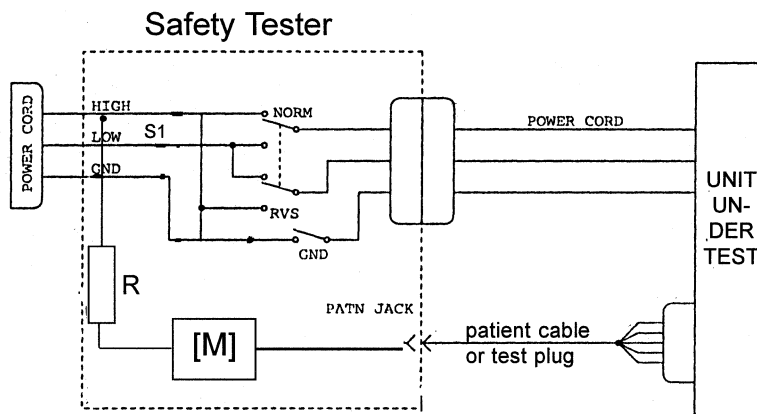 Safety Tester
POWER CORD
HIGH
LOW
S1
GND
NORM
RVS
GND
R
[M]
PATN JACK
POWER CORD
patient cable
or test plug
UNIT
UN-
DER
TEST